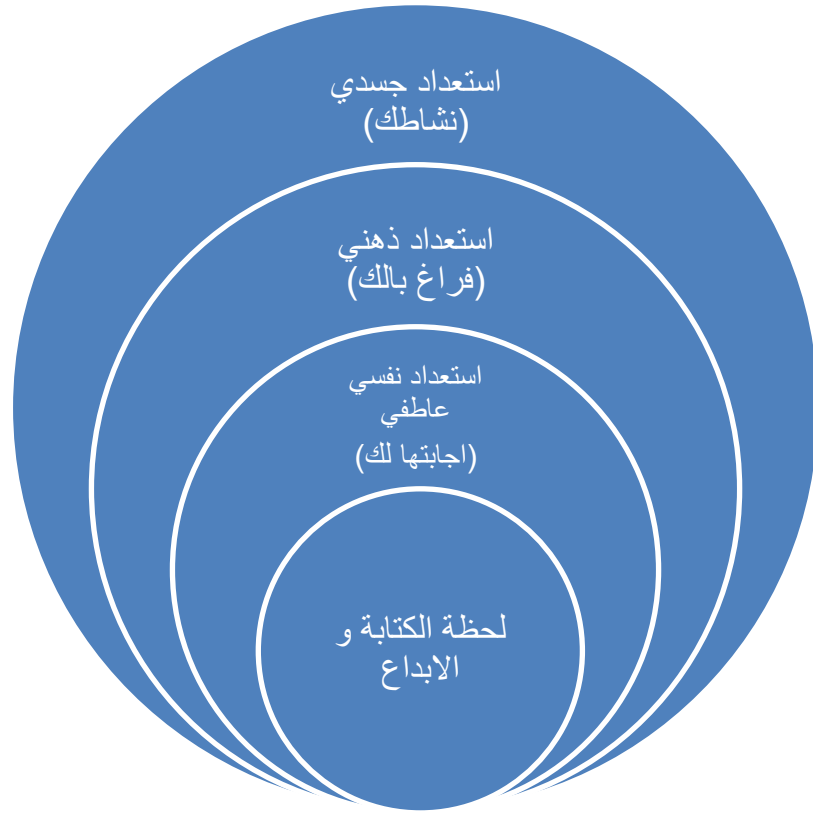 استعداد جسدي
(نشاطك)
استعداد ذهني
(فراغ بالك)
استعداد نفسي
عاطفي
(اجابتها لك)
لحظة الكتابة و
الابداع